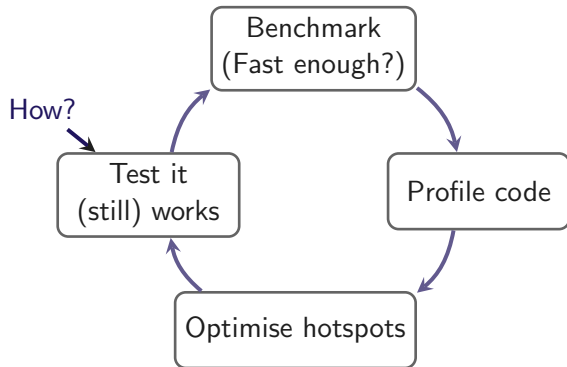 Benchmark
(Fast enough?)
How?
Test it
(still) works
Profile code
Optimise hotspots